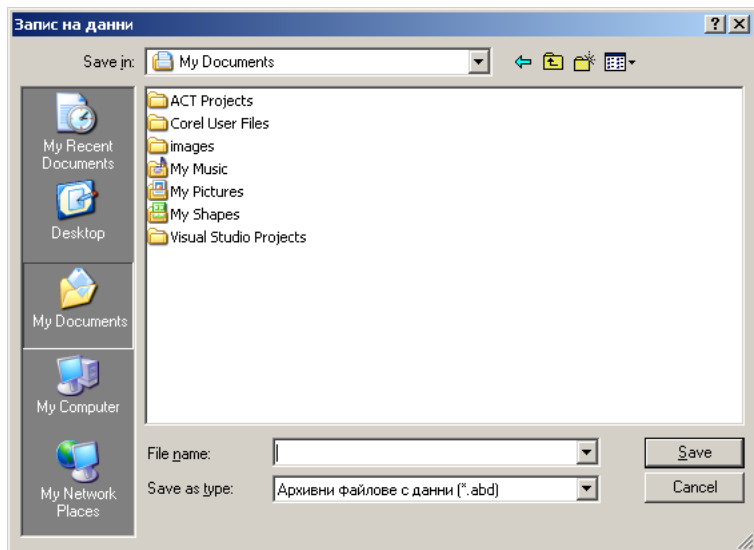 Запис на данни
Save in:
My Documents
My Recent
Documents
Desktop
My Documents
My Computer
My Network
Places
ACT Projects
Corel User Files
images
My Music
My Pictures
My Shapes
Visual Studio Projects
File name:
Save
Save as type:
Архивни файлове с данни (*.abd)
Cancel